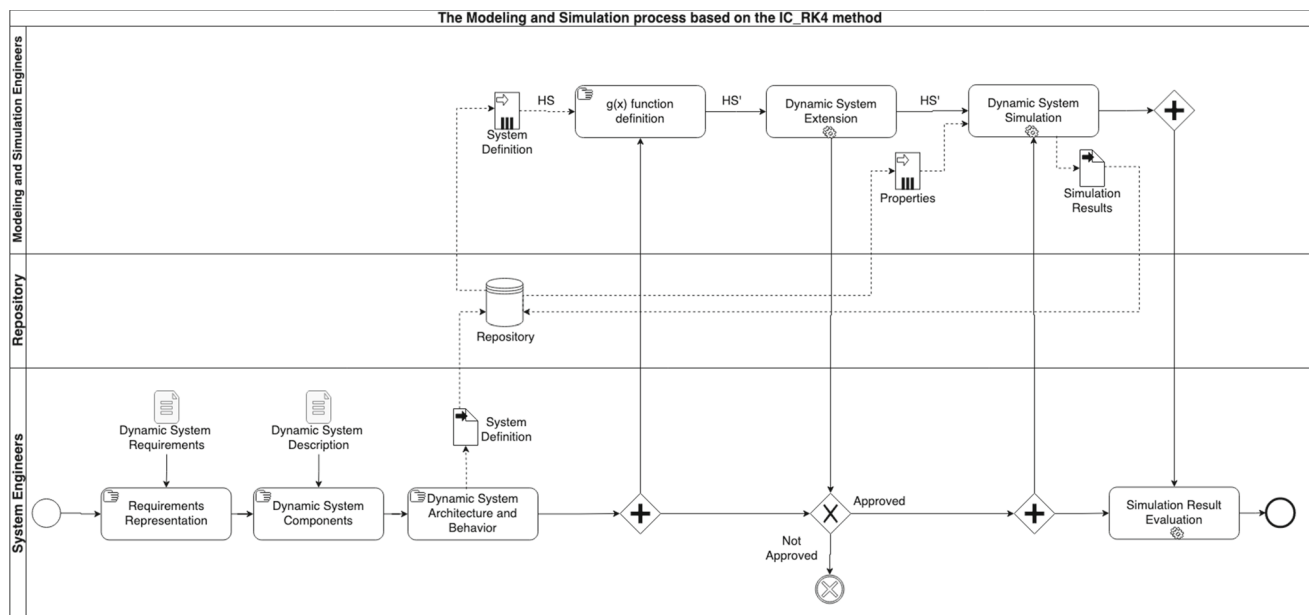 The Modeling and Simulation process based on the IC_RK4 method
Modeling and Simulation Engineers
HS
g(x) function
definition
HS'
Dynamic System
Extension
HS'
Dynamic System
Simulation
System
Definition
Properties
Simulation
Results
Repository
Repository
System Engineers
Dynamic System
Requirements
Dynamic System
Description
System
Definition
Requirements
Representation
Dynamic System
Components
Dynamic System
Architecture and
Behavior
Approved
Not
Approved
Simulation Result
Evaluation